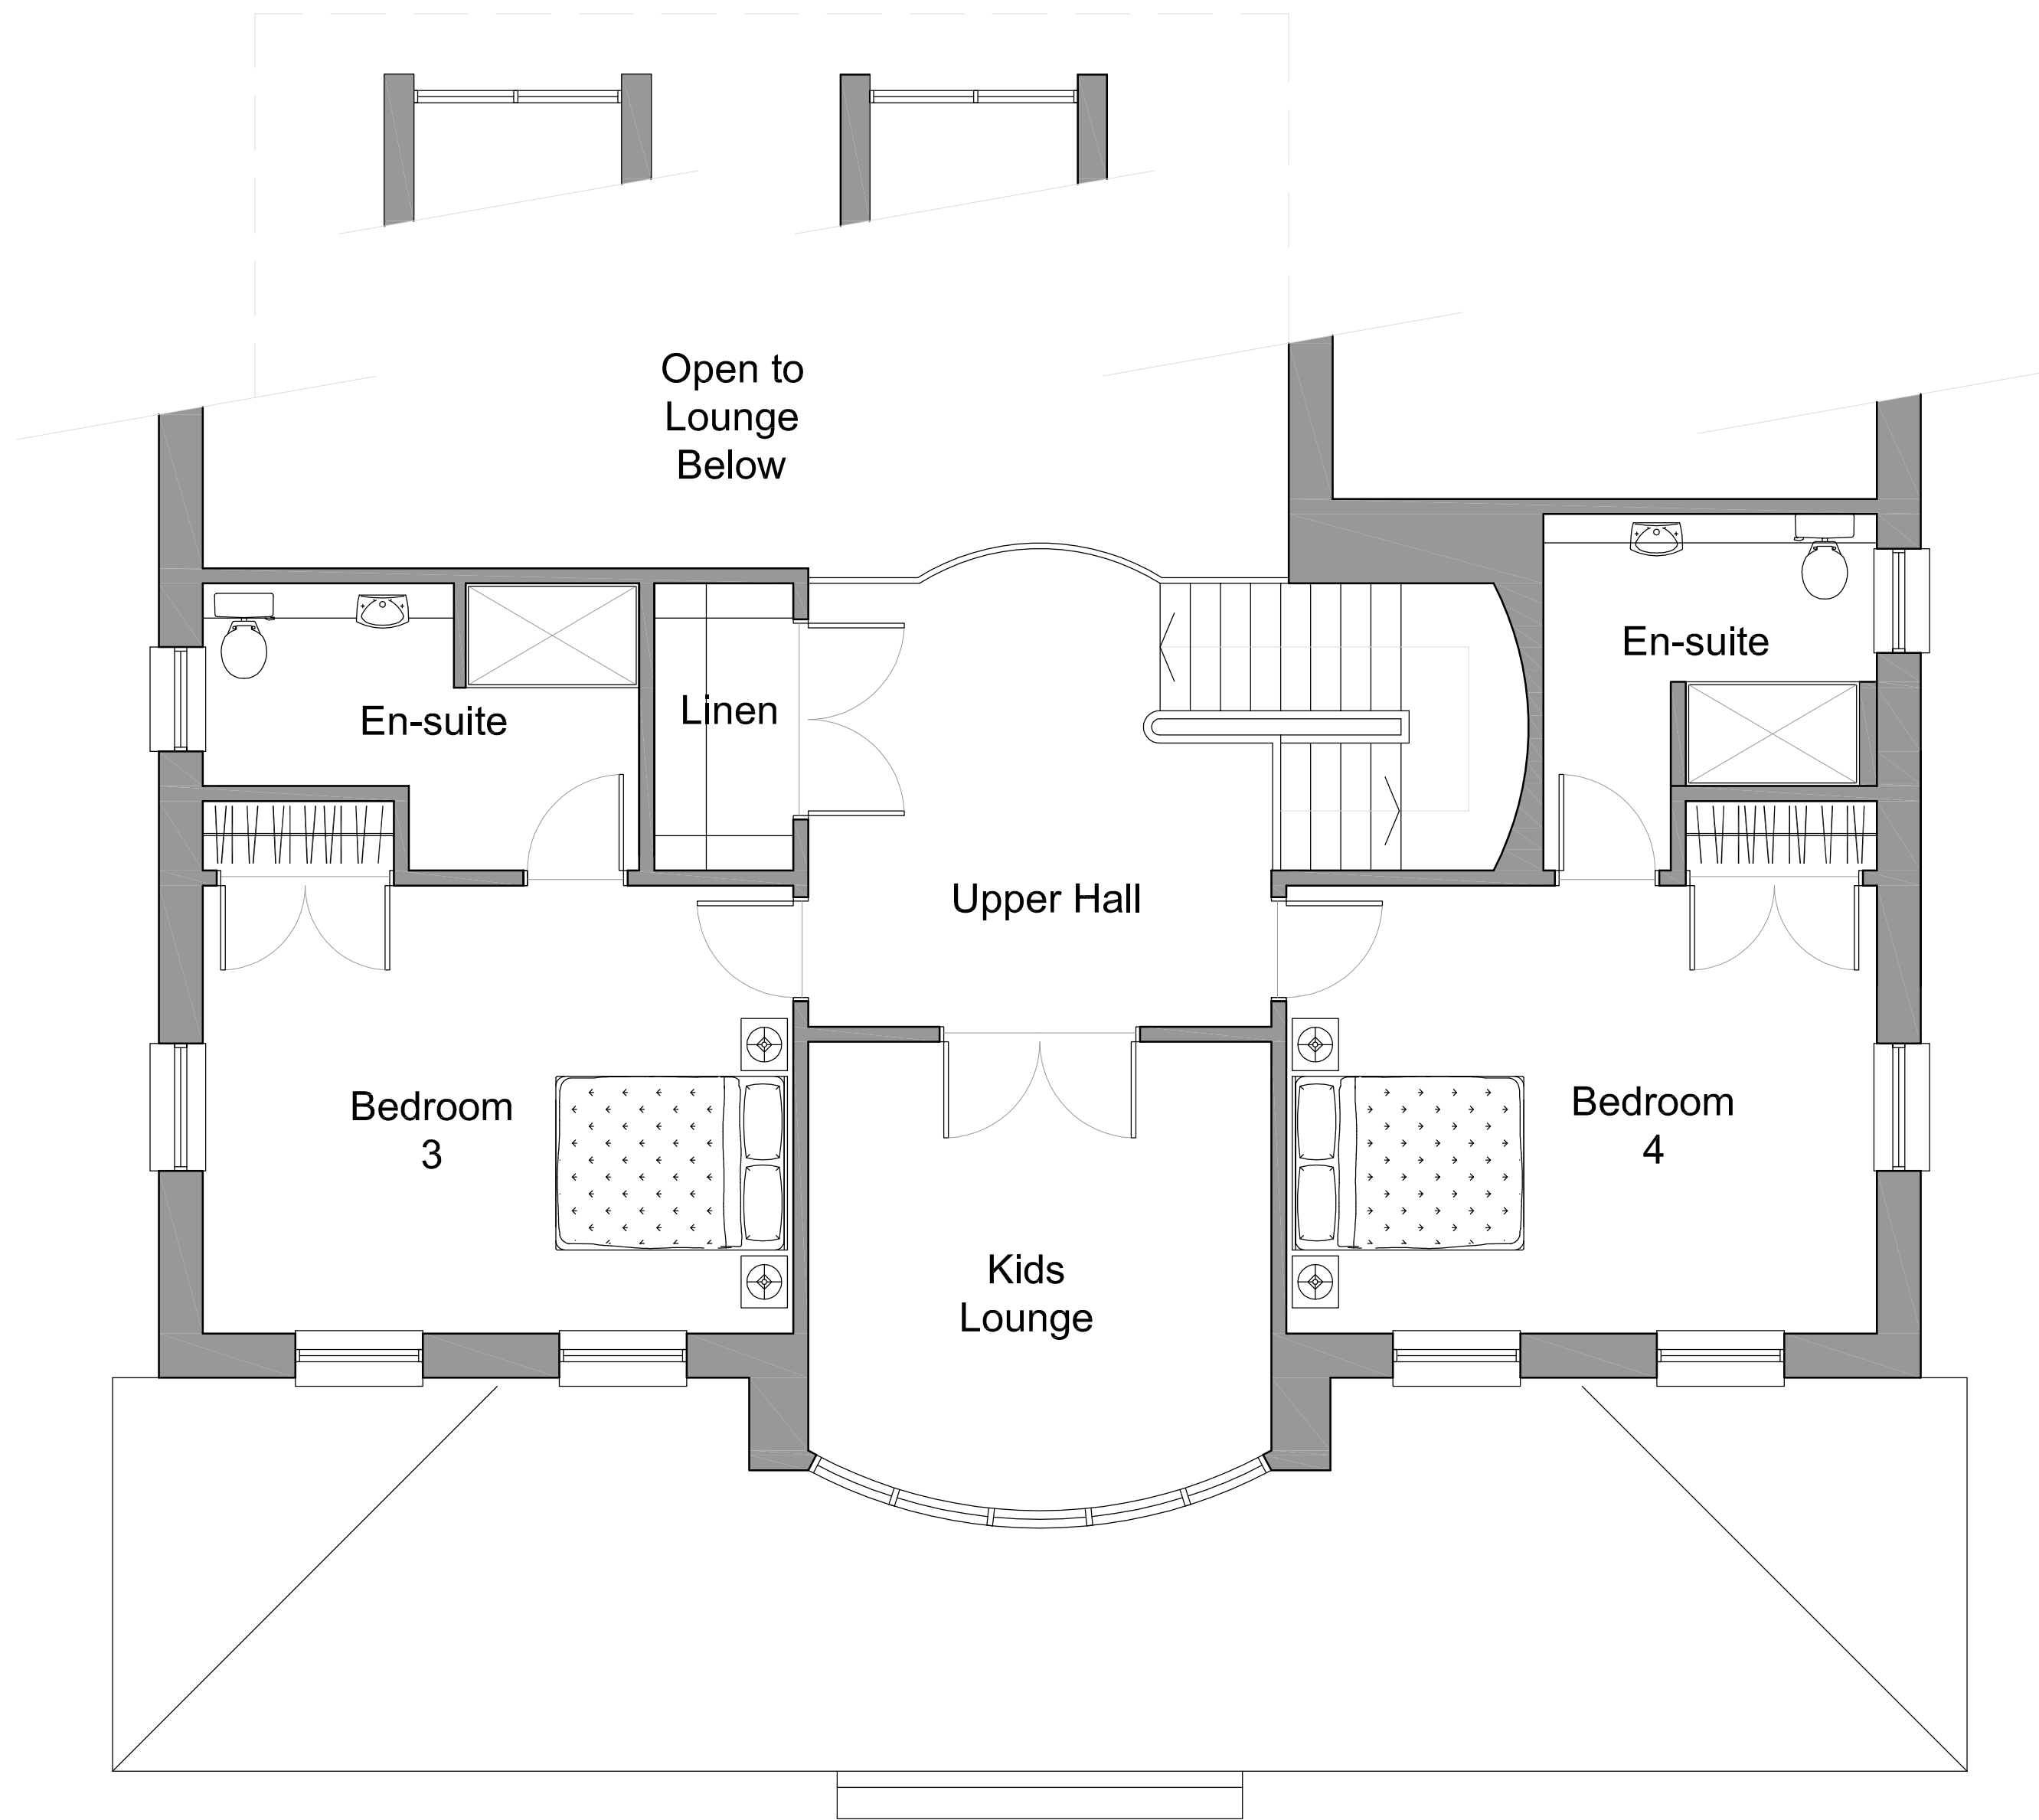 Open to
Lounge
Below
En-suite
En-suite
Linen
Upper Hall
Bedroom
3
Bedroom
4
Kids
Lounge